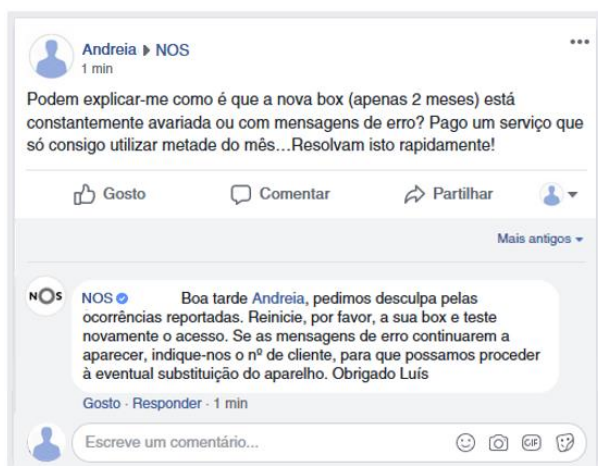 Andreia ▶ NOS
1 min
Podem explicar-me como é que a nova box (apenas 2 meses) está
constantemente avariada ou com mensagens de erro? Pago um serviço que
só consigo utilizar metade do mês...Resolvam isto rapidamente!
Gosto Comentar Partilhar
Mais antigos
NOS
NOS Boa tarde Andreia, pedimos desculpa pelas
ocorrências reportadas. Reinicie, por favor, a sua box e teste
novamente o acesso. Se as mensagens de erro continuarem a
aparecer, indique-nos o nº de cliente, para que possamos proceder
à eventual substituição do aparelho. Obrigado Luís
Gosto · Responder · 1 min
Escreve um comentário... GIF